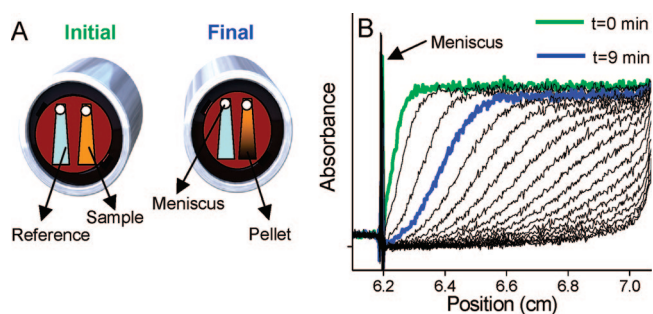 A
Initial
Final
Reference
Sample
Meniscus
Pellet
B
t=0 min
Meniscus
t=9 min
Absorbance
6.2
6.4
6.6
6.8
7.0
Position (cm)